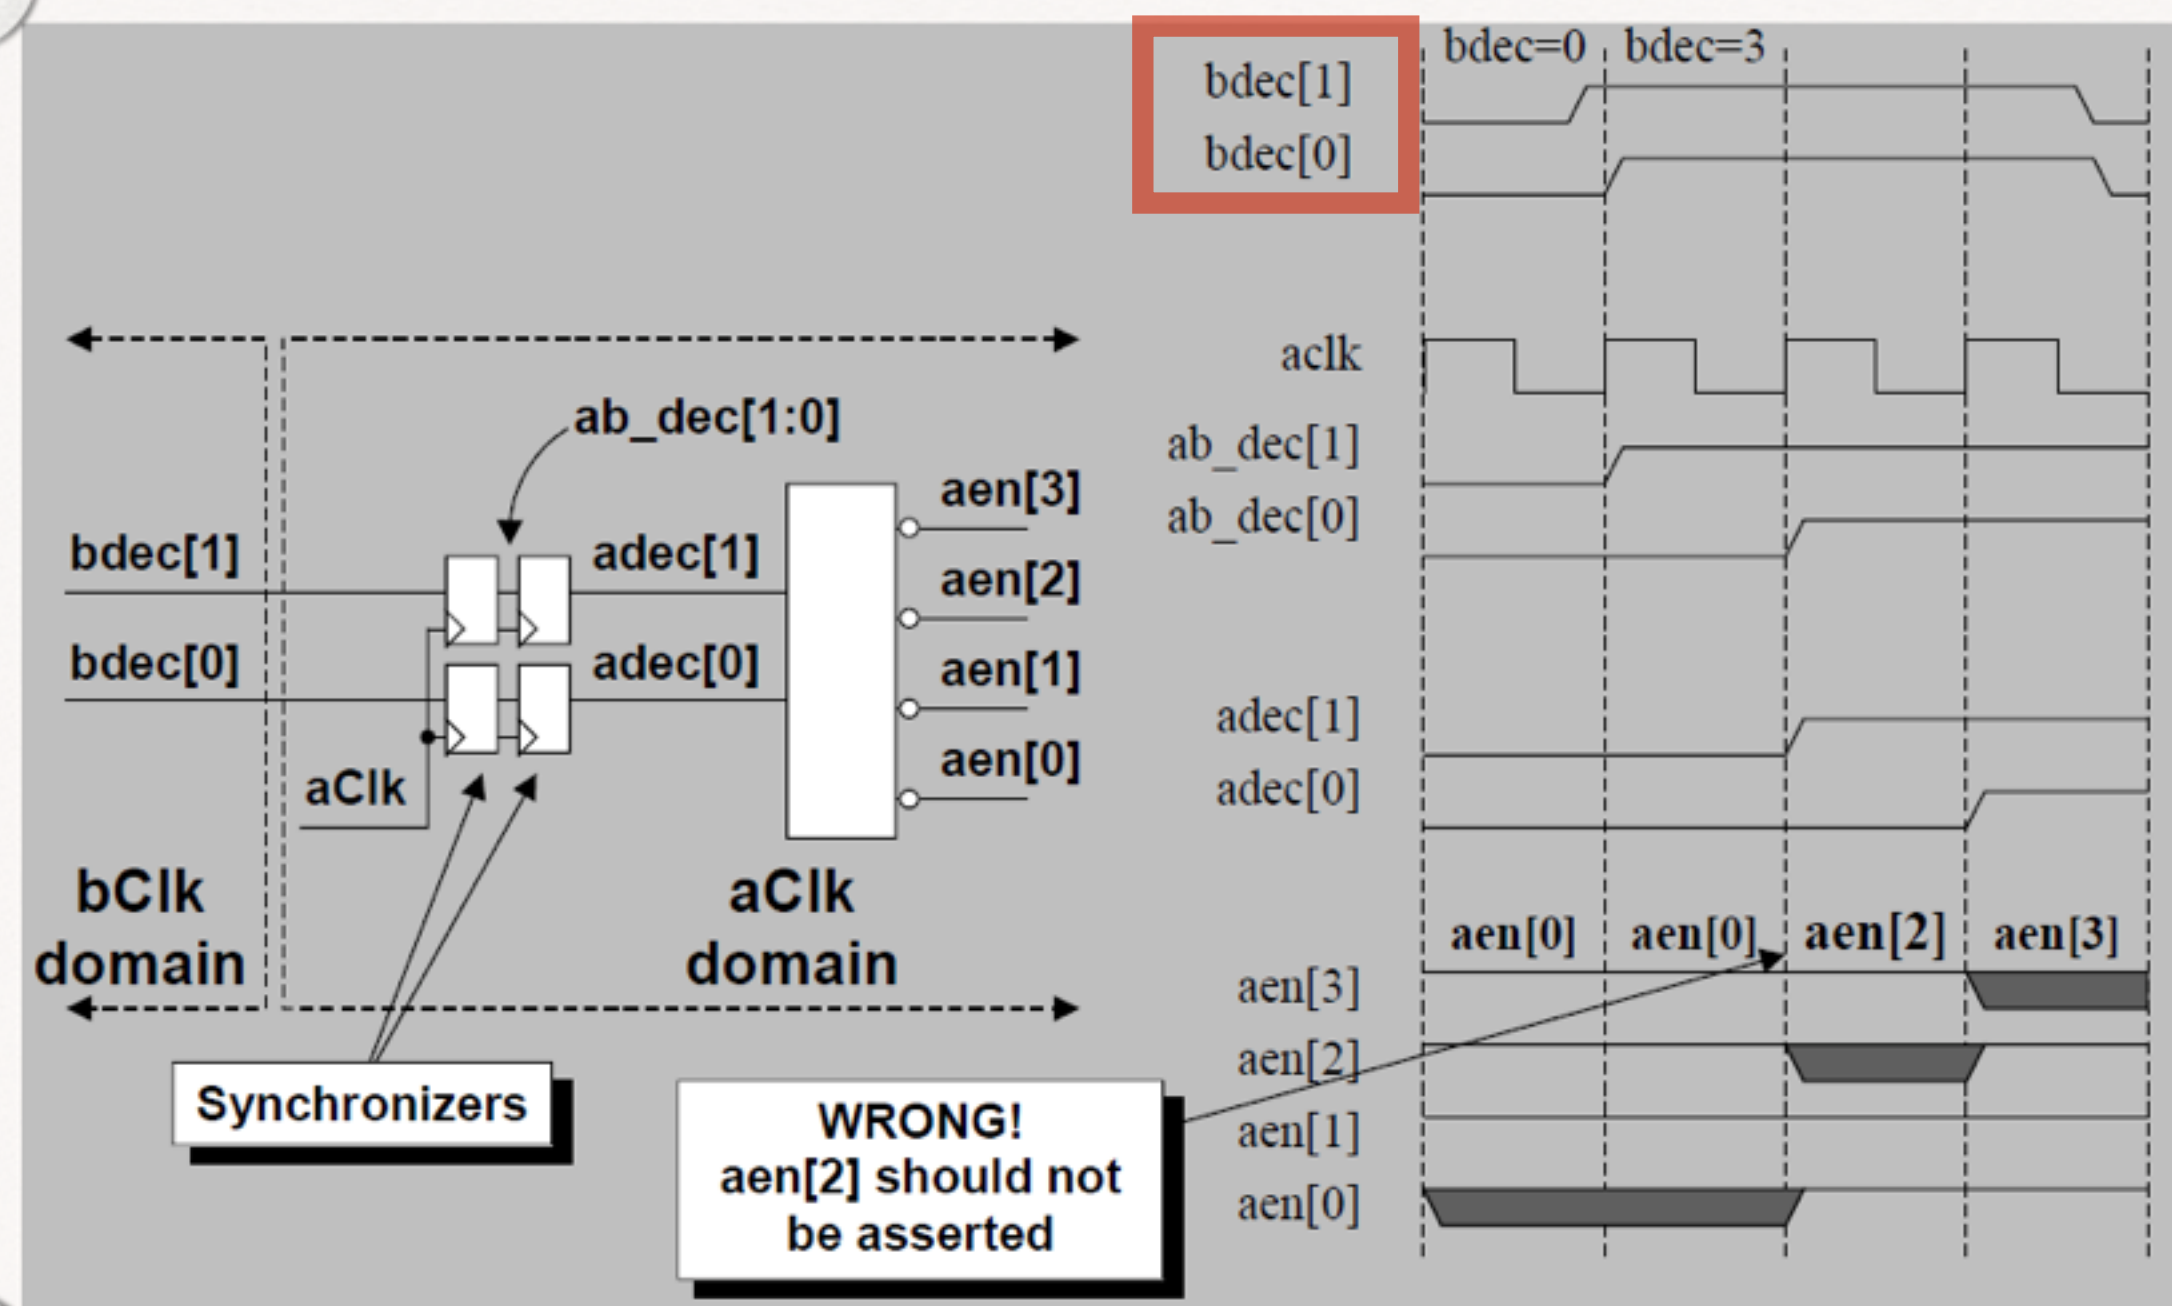 bdec=0 bdec=3
bdec[1]
bdec[0]
aclk
ab_dec[1]
ab_dec[0]
adec[1]
adec[0]
aen[0] aen[0] aen[2] aen[3]
aen[3]
aen[2]
aen[1]
aen[0]
ab_dec[1:0]
bdec[1] adec[1]
bdec[0] adec[0]
aClk
aen[3]
aen[2]
aen[1]
aen[0]
bClk
domain
aClk
domain
Synchronizers
WRONG!
aen[2] should not
be asserted